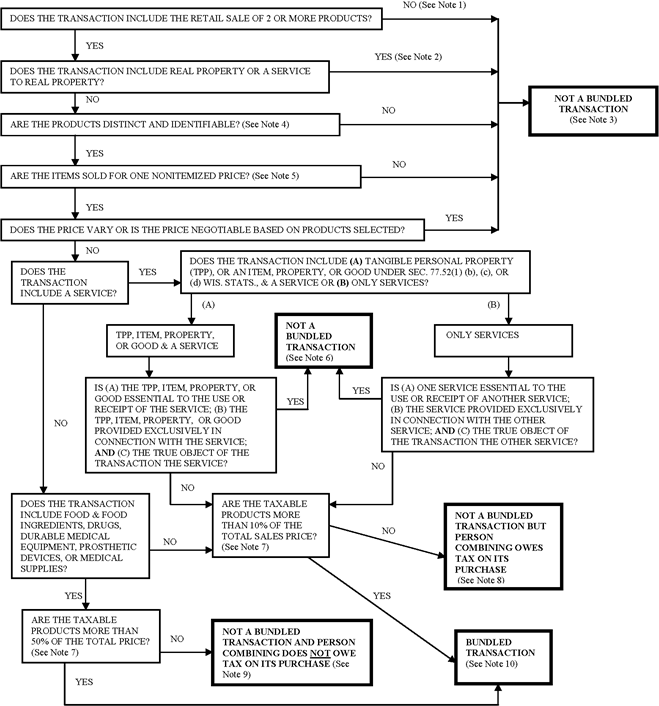 DOES THE TRANSACTION INCLUDE THE RETAIL SALE OF 2 OR MORE PRODUCTS?
NO (See Note 1)
YES
DOES THE TRANSACTION INCLUDE REAL PROPERTY OR A SERVICE
TO REAL PROPERTY?
YES (See Note 2)
NO
NOT A BUNDLED
TRANSACTION
(See Note 3)
ARE THE PRODUCTS DISTINCT AND IDENTIFIABLE? (See Note 4)
NO
YES
ARE THE ITEMS SOLD FOR ONE NONITEMIZED PRICE? (See Note 5)
NO
YES
DOES THE PRICE VARY OR IS THE PRICE NEGOTIABLE BASED ON PRODUCTS SELECTED?
YES
NO
DOES THE
TRANSACTION
INCLUDE A SERVICE?
YES
DOES THE TRANSACTION INCLUDE (A) TANGIBLE PERSONAL PROPERTY
(TPP), OR AN ITEM, PROPERTY, OR GOOD UNDER SEC. 77.52(1) (b), (c), OR
(d) WIS. STATS., & A SERVICE OR (B) ONLY SERVICES?
(A)
(B)
TPP, ITEM, PROPERTY,
OR GOOD & A SERVICE
NOT A
BUNDLED
TRANSACTION
(See Note 6)
ONLY SERVICES
IS (A) THE TPP, ITEM, PROPERTY, OR
GOOD ESSENTIAL TO THE USE OR
RECEIPT OF THE SERVICE; (B) THE
TPP, ITEM, PROPERTY, OR GOOD
PROVIDED EXCLUSIVELY IN
CONNECTION WITH THE SERVICE;
AND (C) THE TRUE OBJECT OF THE
TRANSACTION THE SERVICE?
YES
YES
IS (A) ONE SERVICE ESSENTIAL TO THE
USE OR RECEIPT OF ANOTHER SERVICE;
(B) THE SERVICE PROVIDED EXCLUSIVELY
IN CONNECTION WITH THE OTHER
SERVICE; AND (C) THE TRUE OBJECT OF
THE TRANSACTION THE OTHER SERVICE?
NO
NO
NO
DOES THE TRANSACTION
INCLUDE FOOD & FOOD
INGREDIENTS, DRUGS,
DURABLE MEDICAL
EQUIPMENT, PROSTHETIC
DEVICES, OR MEDICAL
SUPPLIES?
NO
ARE THE TAXABLE
PRODUCTS MORE
THAN 10% OF THE
TOTAL SALES PRICE?
(See Note 7)
NO
NOT A BUNDLED
TRANSACTION BUT
PERSON
COMBINING OWES
TAX ON ITS
PURCHASE
(See Note 8)
YES
YES
ARE THE TAXABLE
PRODUCTS MORE THAN
50% OF THE TOTAL PRICE?
(See Note 7)
NO
NOT A BUNDLED
TRANSACTION AND PERSON
COMBINING DOES NOT OWE
TAX ON ITS PURCHASE (See
Note 9)
BUNDLED
TRANSACTION
(See Note 10)
YES